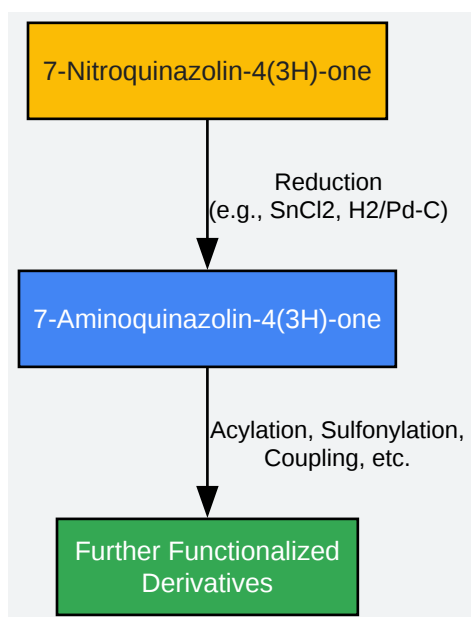 7-Nitroquinazolin-4(3H)-one
Reduction
(e.g., SnCl2, H2/Pd-C)
7-Aminoquinazolin-4(3H)-one
Acylation, Sulfonylation,
Coupling, etc.
Further Functionalized
Derivatives